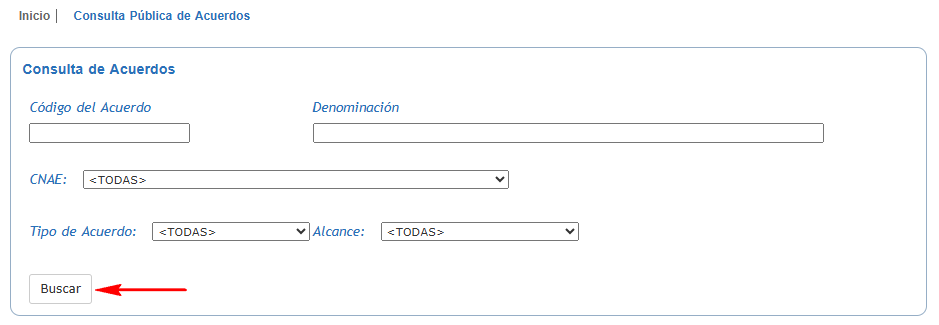 Inicio | Consulta Pública de Acuerdos
Consulta de Acuerdos
Código del Acuerdo Denominación
CNAE: <TODAS>
Tipo de Acuerdo: <TODAS> Alcance: <TODAS>
Buscar